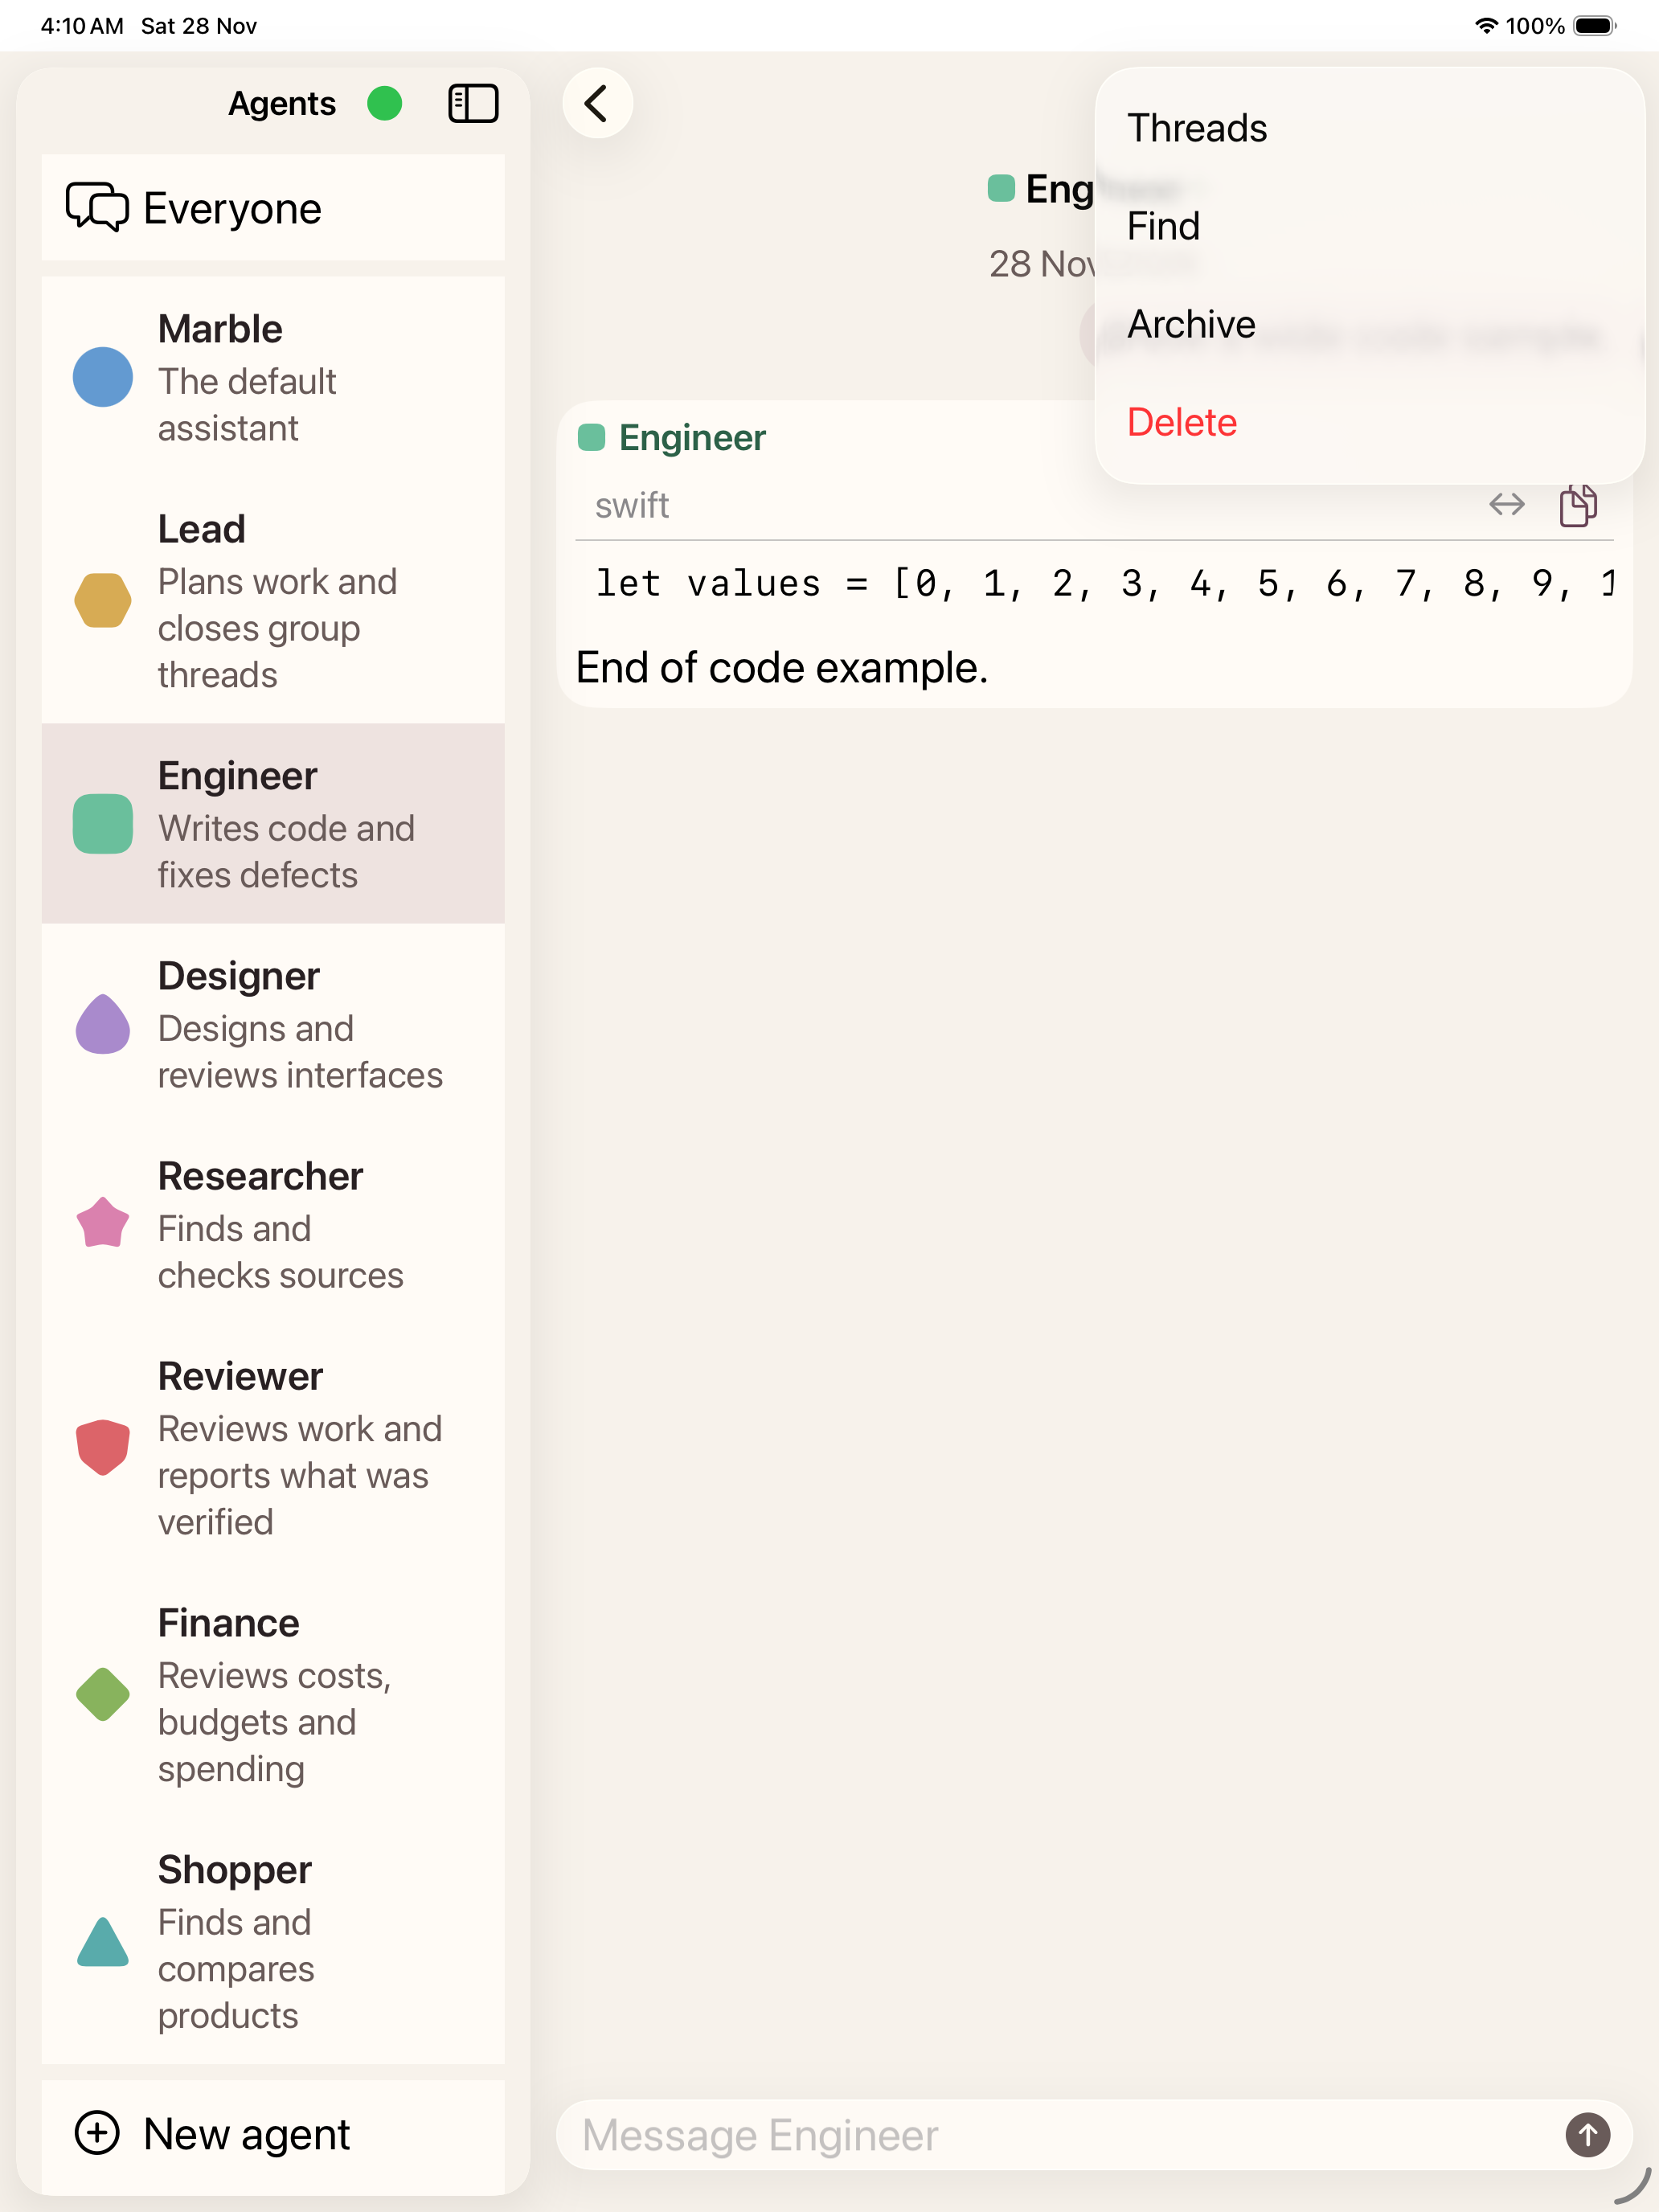 4:10 AM Sat 28 Nov
100%
Agents
Everyone
Marble
The default
assistant
Lead
Plans work and
closes group
threads
Engineer
Writes code and
fixes defects
Designer
Designs and
reviews interfaces
Researcher
Finds and
checks sources
Reviewer
Reviews work and
reports what was
verified
Finance
Reviews costs,
budgets and
spending
Shopper
Finds and
compares
products
New agent
Eng
28 Nov
Threads
Find
Archive
Delete
Engineer
swift
let values = [0, 1, 2, 3, 4, 5, 6, 7, 8, 9, 1
End of code example.
Message Engineer